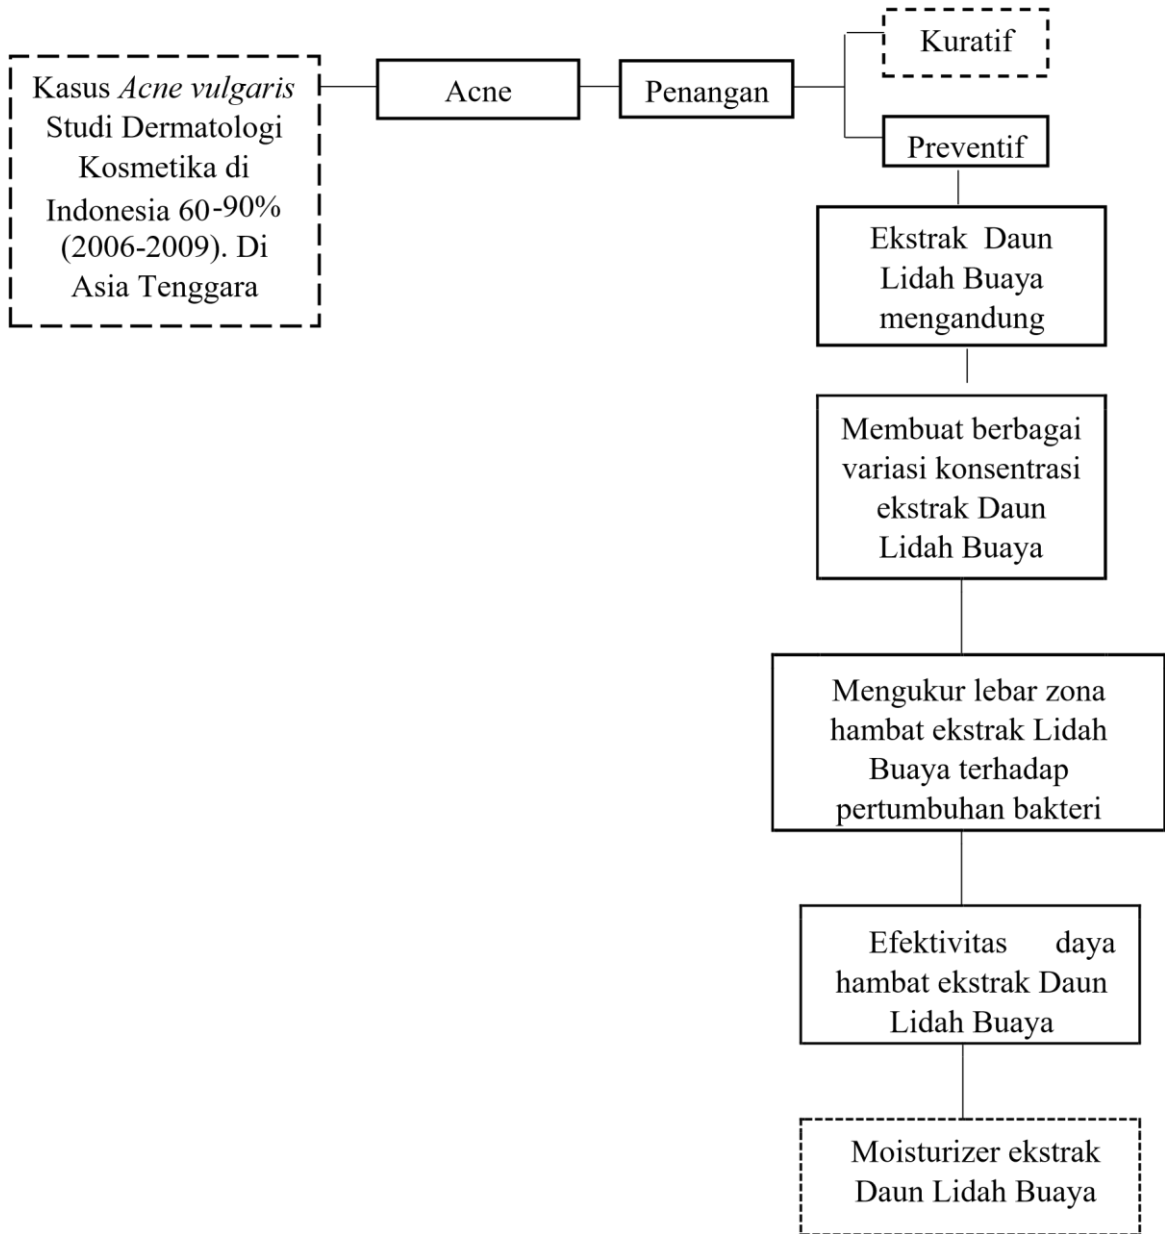 Kasus Acne vulgaris
Studi Dermatologi
Kosmetika di
Indonesia 60-90%
(2006-2009). Di
Asia Tenggara
Acne
Penangan
Kuratif
Preventif
Ekstrak Daun
Lidah Buaya
mengandung
Membuat berbagai
variasi konsentrasi
ekstrak Daun
Lidah Buaya
Mengukur lebar zona
hambat ekstrak Lidah
Buaya terhadap
pertumbuhan bakteri
Efektivitas daya
hambat ekstrak Daun
Lidah Buaya
Moisturizer ekstrak
Daun Lidah Buaya